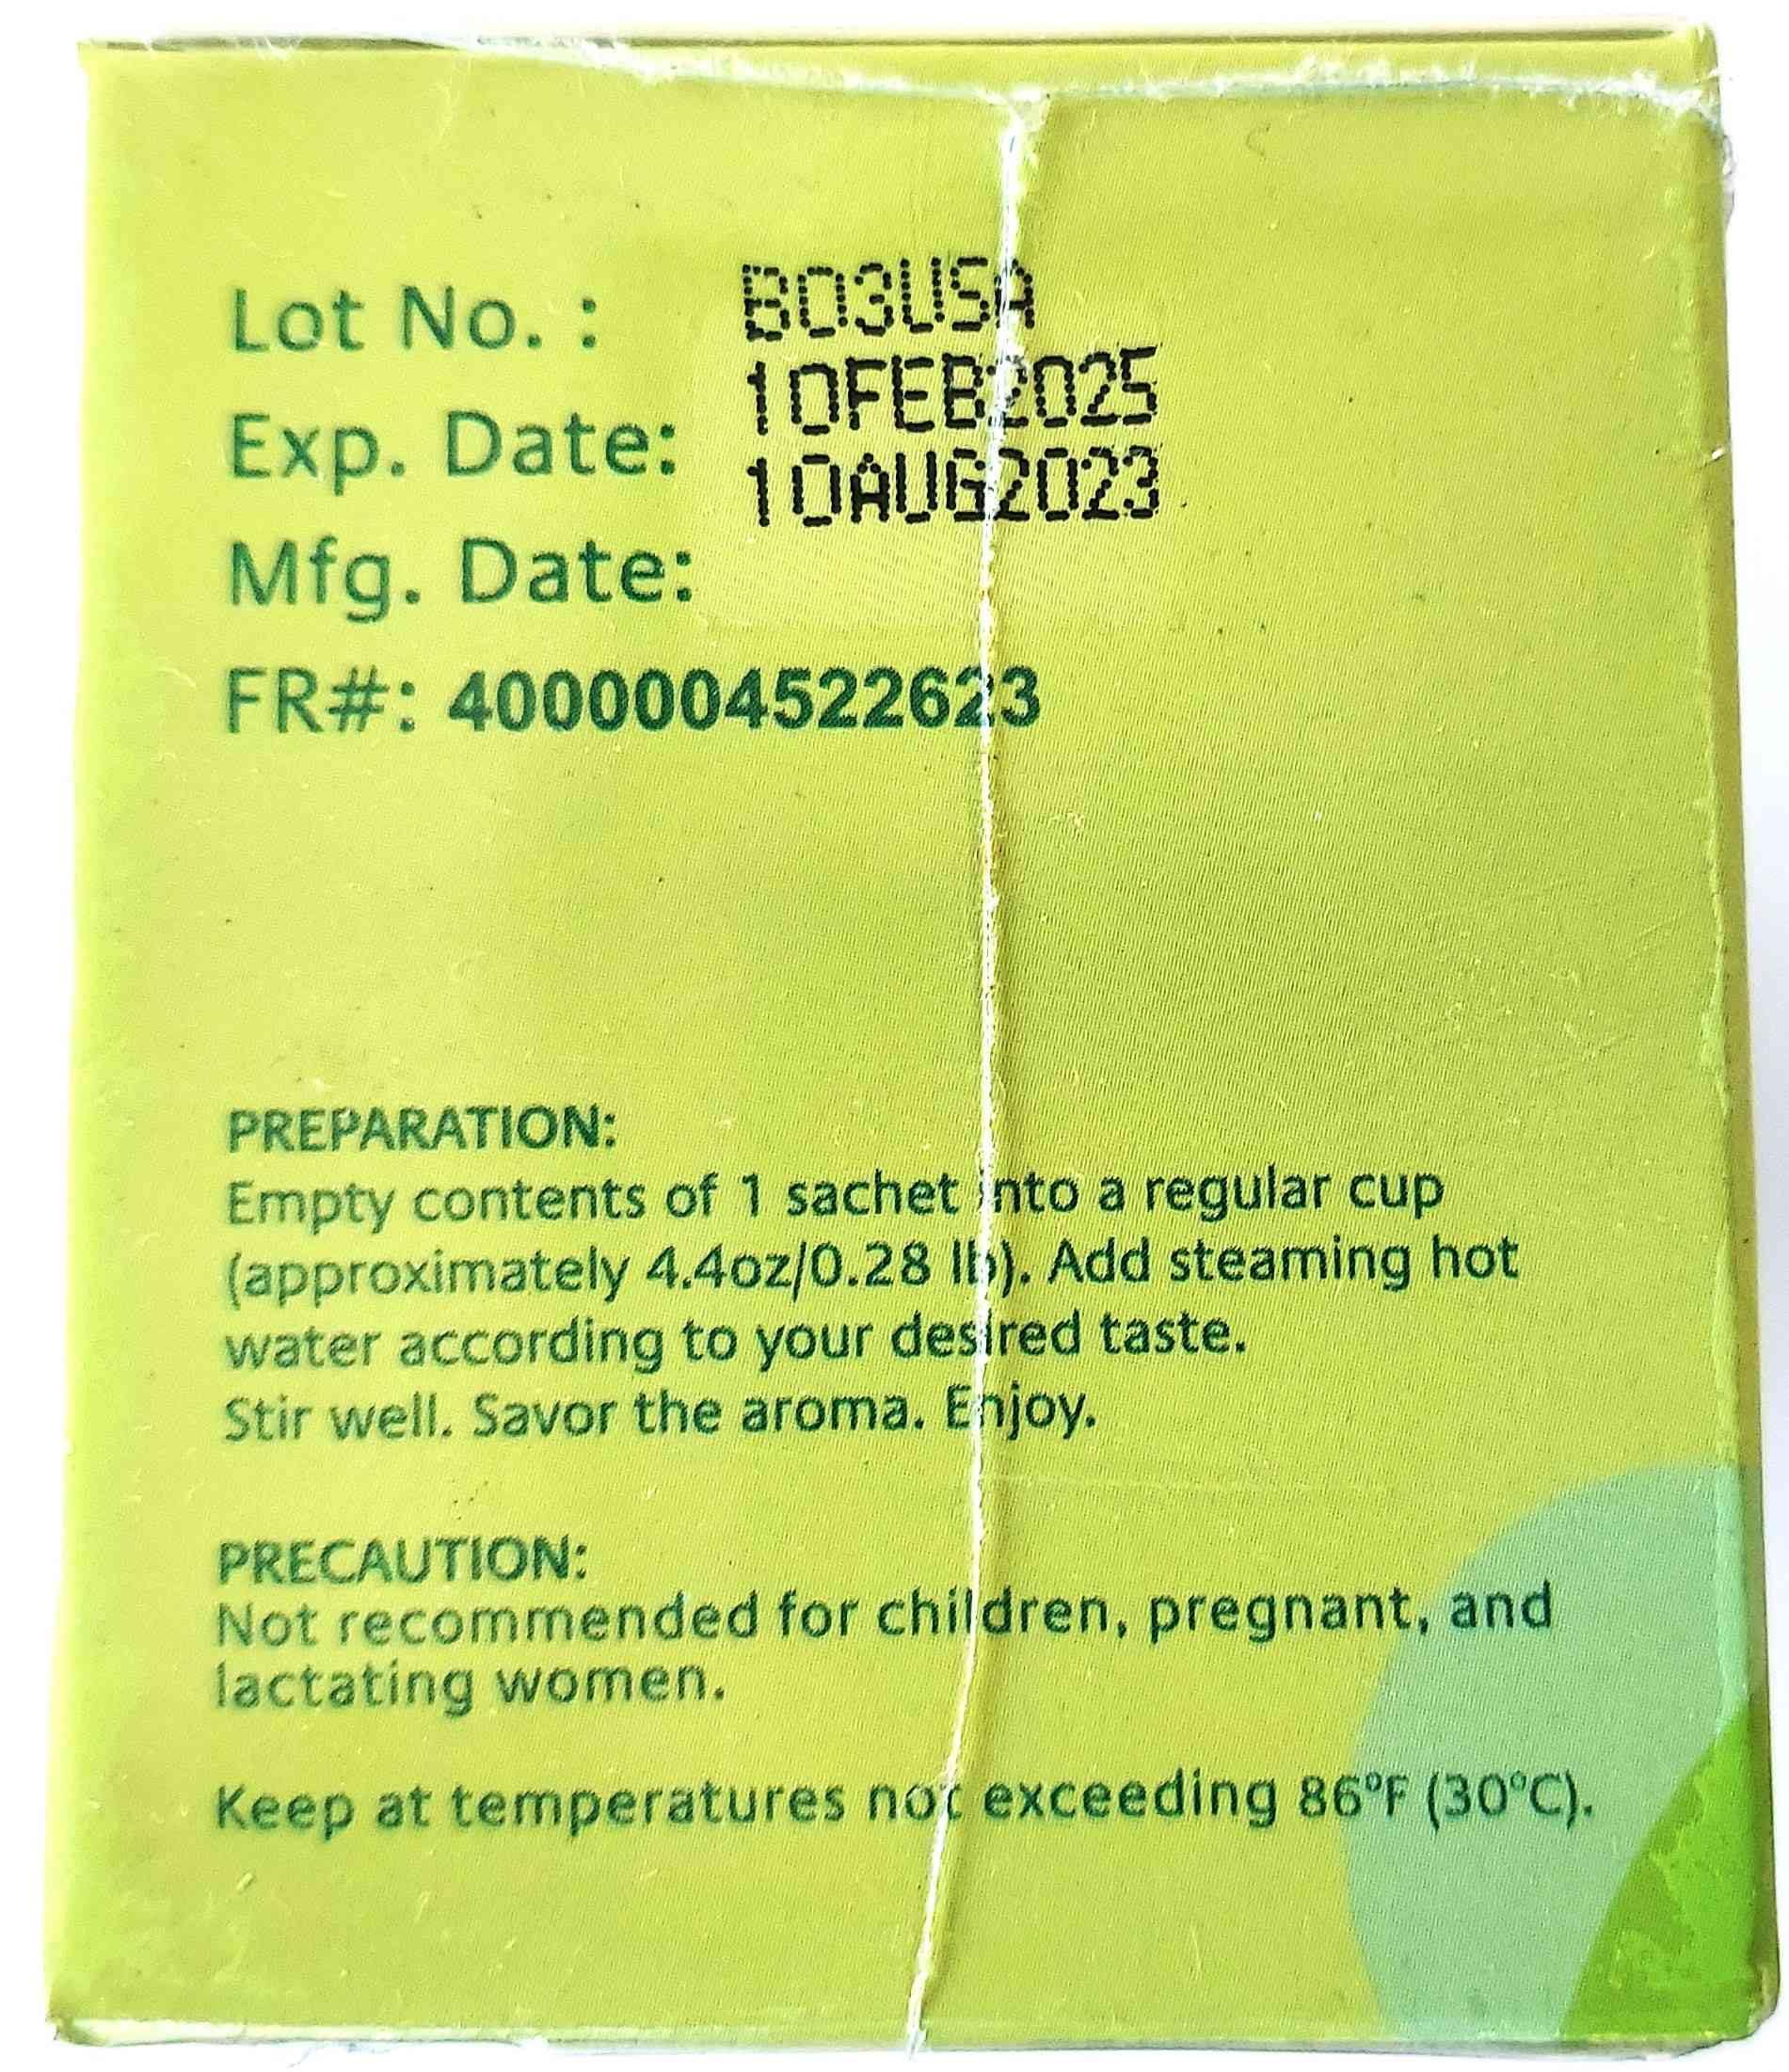 Lot No. : B03USA
Exp. Date: 10FEB2025
Mfg. Date: 10AUG2023
FR#: 4000004522623
PREPARATION:
Empty contents of 1 sachet into a regular cup
(approximately 4.4oz/0.28 lb). Add steaming hot
water according to your desired taste.
Stir well. Savor the aroma. Enjoy.
PRECAUTION:
Not recommended for children, pregnant, and
lactating women.
Keep at temperatures not exceeding 86°F (30°C).